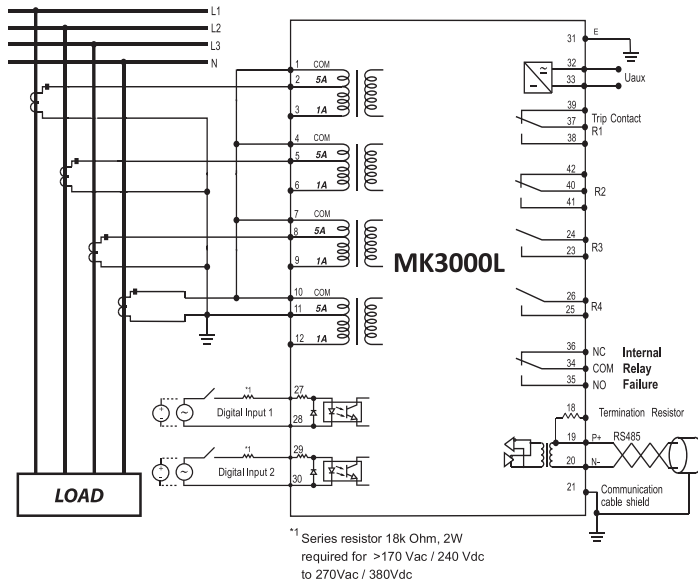 L1
L2
L3
N
1 COM
2 5A
3 1A
4 COM
5 5A
6 1A
7 COM
8 5A
9 1A
10 COM
11 5A
12 1A
MK3000L
31 E
32
33
Uaux
39
37
38
Trip Contact
R1
42
40
41
R2
24
23
R3
26
25
R4
36 NC Internal
34 COM Relay
35 NO Failure
18 Termination Resistor
19 P+ RS485
20 N–
21 Communication
cable shield
*1
Digital Input 1
27
28
*1
Digital Input 2
29
30
LOAD
*1 Series resistor 18k Ohm, 2W
required for >170 Vac / 240 Vdc
to 270Vac / 380Vdc